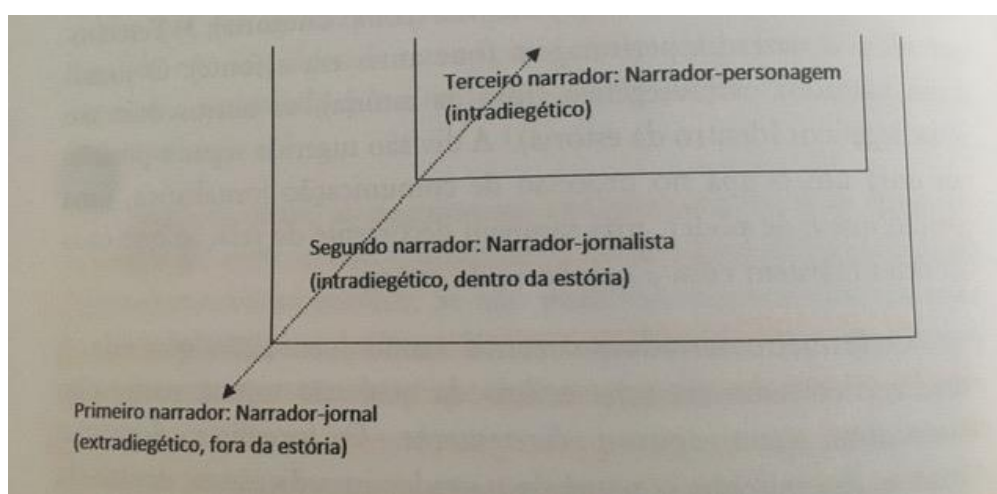 Terceiro narrador: Narrador-personagem
(intradiegético)
Segundo narrador: Narrador-jornalista
(intradiegético, dentro da estória)
Primeiro narrador: Narrador-jornal
(extradiegético, fora da estória)